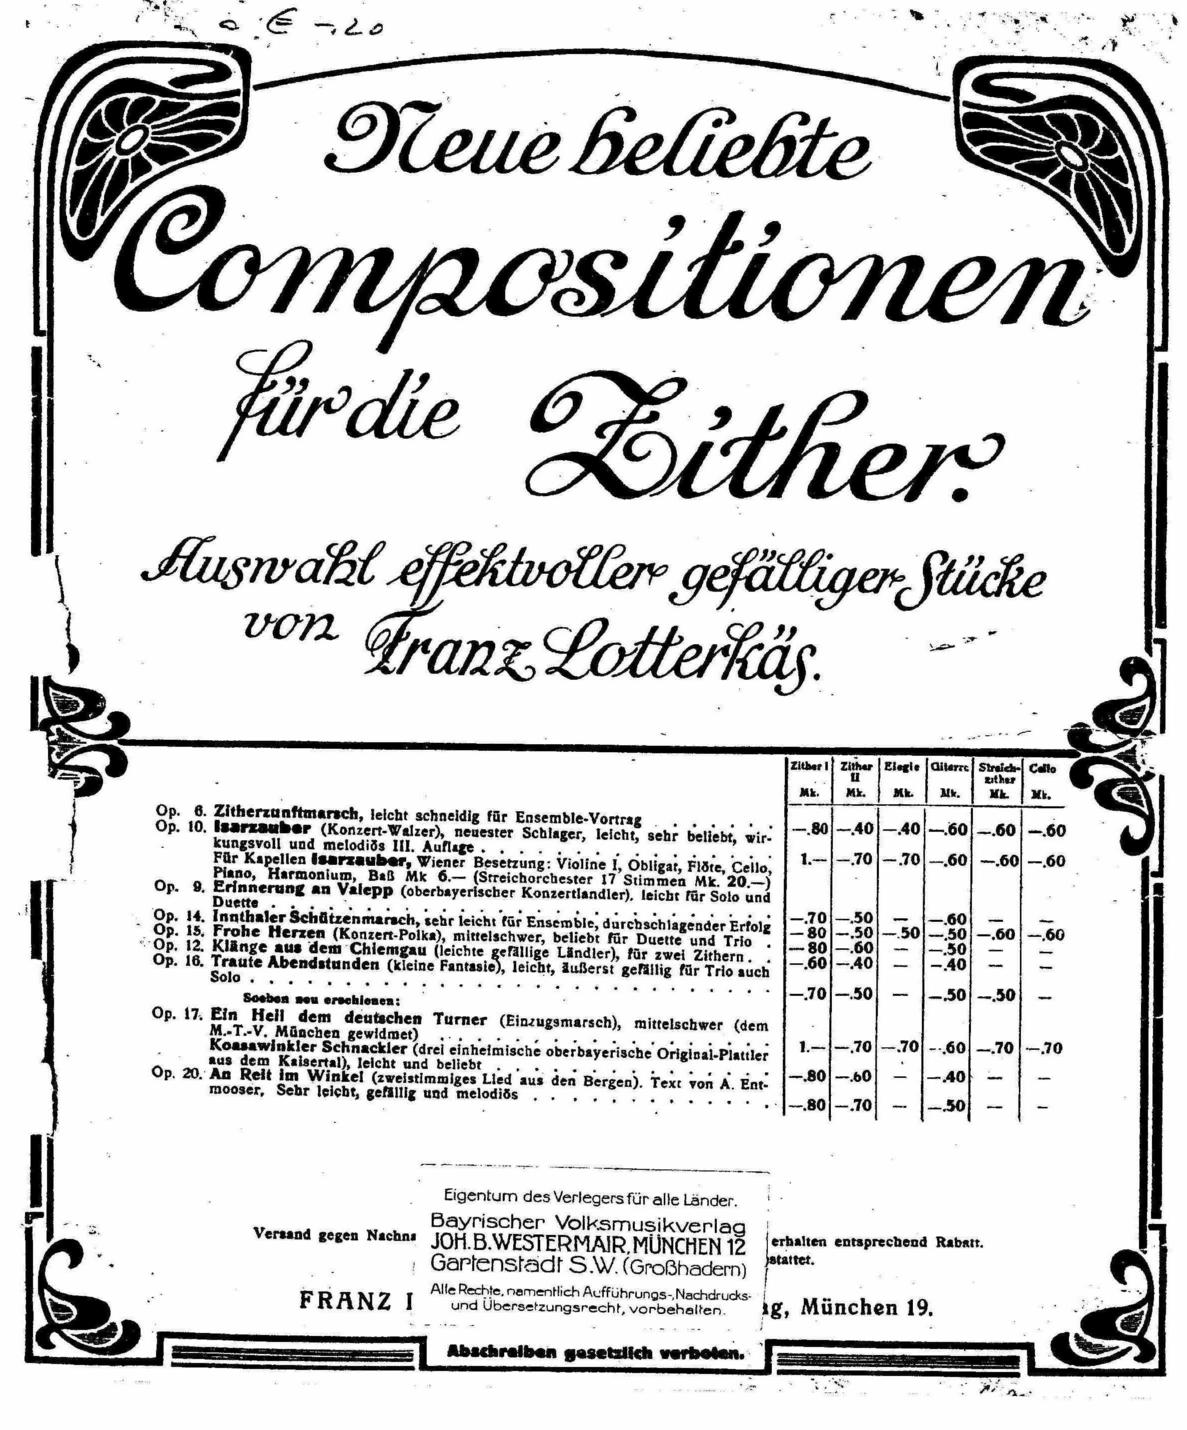 Neue beliebte
Compositionen
für die Zither.
Auswahl effektvoller gefälliger Stücke
von Franz Lotterkäs.
Zither I Zither II Elegie Gitarre Streich-zither Cello
Mk. Mk. Mk. Mk. Mk. Mk.
Op. 6. Zitherzunftmarsch, leicht schneidig für Ensemble-Vortrag . . . . . . —.80 —.40 —.40 —.60 —.60 —.60
Op. 10. Isarzauber (Konzert-Walzer), neuester Schlager, leicht, sehr beliebt, wir-
kungsvoll und melodiös III. Auflage . . . . . . . . . . . . . 1.— —.70 —.70 —.60 —.60 —.60
Für Kapellen Isarzauber, Wiener Besetzung: Violine I, Obligat, Flöte, Cello,
Piano, Harmonium, Baß Mk 6.— (Streichorchester 17 Stimmen Mk. 20.—)
Op. 9. Erinnerung an Valepp (oberbayerischer Konzertlandler). leicht für Solo und
Duette . . . . . . . . . . . . . . . . . . . . . . —.70 —.50 — —.60 — —
Op. 14. Innthaler Schützenmarsch, sehr leicht für Ensemble, durchschlagender Erfolg —80 —.50 —.50 —.50 —.60 —.60
Op. 15. Frohe Herzen (Konzert-Polka), mittelschwer, beliebt für Duette und Trio . —80 —.60 — —.50 — —
Op. 12. Klänge aus dem Chiemgau (leichte gefällige Ländler), für zwei Zithern . . —.60 —.40 — —.40 — —
Op. 16. Traute Abendstunden (kleine Fantasie), leicht, äußerst gefällig für Trio auch
Solo . . . . . . . . . . . . . . . . . . . . . . —.70 —.50 — —.50 —.50 —
Soeben neu erschienen:
Op. 17. Ein Heil dem deutschen Turner (Einzugsmarsch), mittelschwer (dem
M.-T.-V. München gewidmet) . . . . . . . . . . . . . . 1.— —.70 —.70 —.60 —.70 —.70
Koasawinkler Schnackler (drei einheimische oberbayerische Original-Plattler
aus dem Kaisertal), leicht und beliebt . . . . . . . . . . . —.80 —.60 — —.40 — —
Op. 20. An Reit im Winkel (zweistimmiges Lied aus den Bergen). Text von A. Ent-
mooser, Sehr leicht, gefällig und melodiös . . . . . . . . . . —.80 —.70 — —.50 — —
Eigentum des Verlegers für alle Länder.
Bayrischer Volksmusikverlag
Versand gegen Nachna JOH. B. WESTERMAIR, MÜNCHEN 12 erhalten entsprechend Rabatt.
Gartenstadt S.W. (Großhadern) stattet.
Alle Rechte, namentlich Aufführungs-, Nachdrucks-
FRANZ und Übersetzungsrecht, vorbehalten. g, München 19.
Abschreiben gesetzlich verboten.